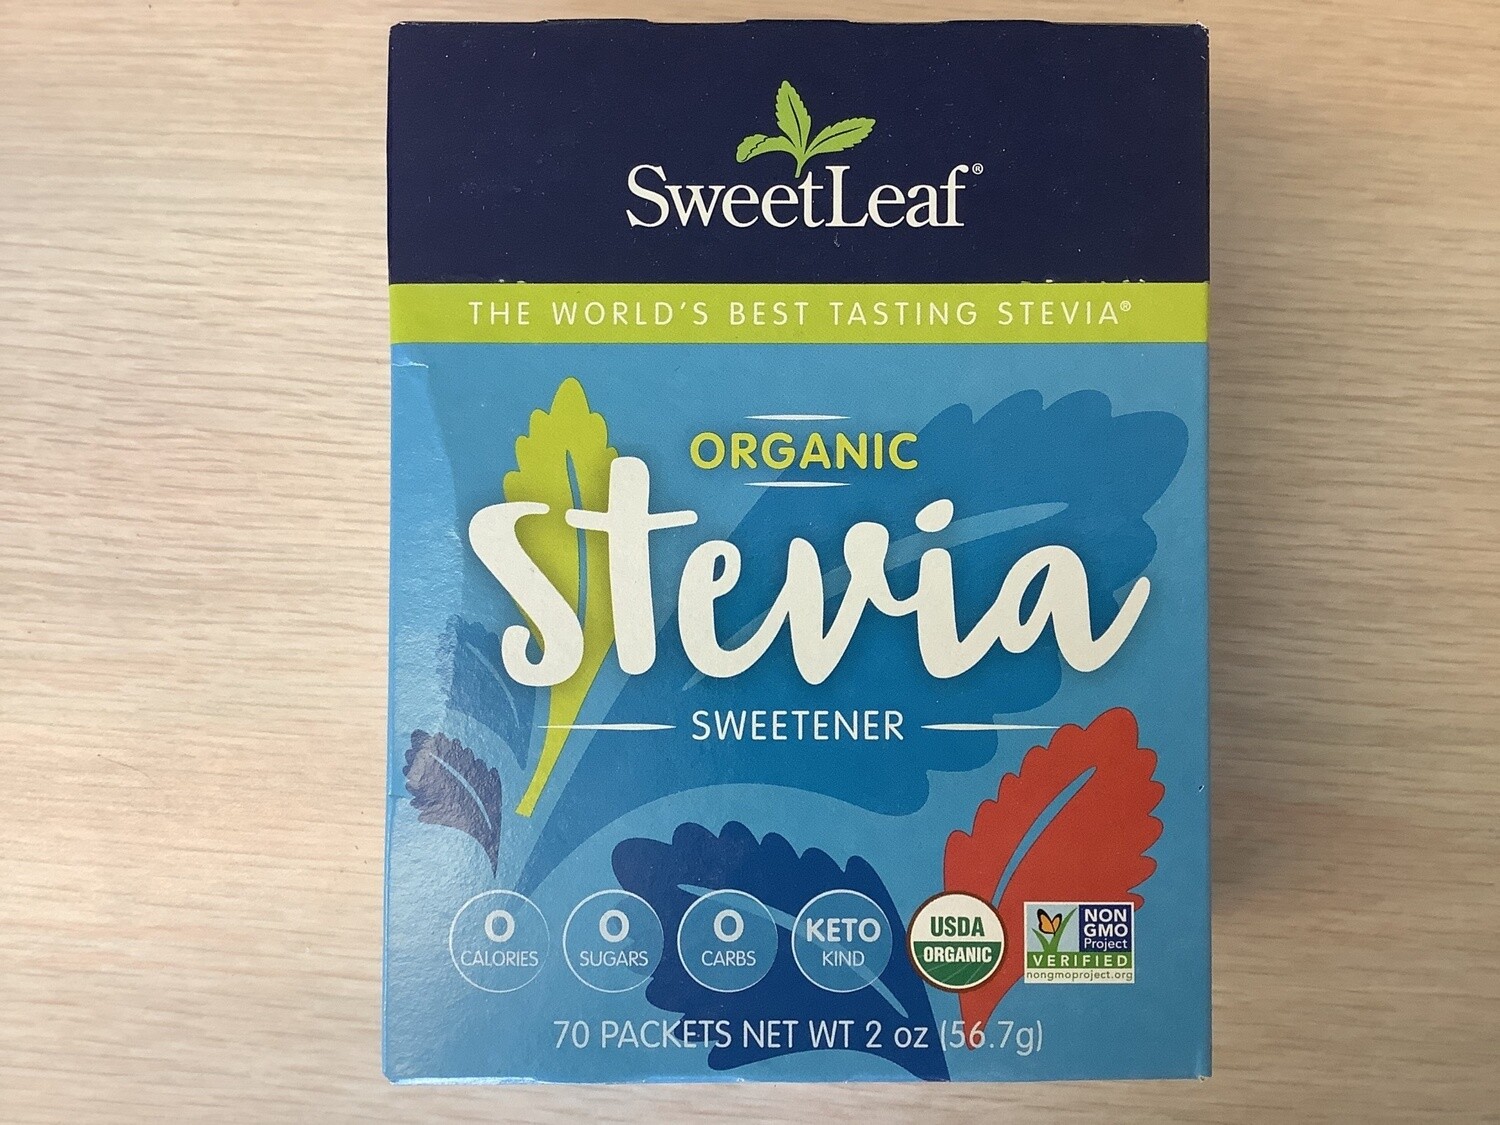 SweetLeaf®
THE WORLD'S BEST TASTING STEVIA®
ORGANIC
stevia
SWEETENER
0
CALORIES
0
SUGARS
0
CARBS
KETO
KIND
USDA
ORGANIC
NON
GMO
Project
VERIFIED
nongmoproject.org
70 PACKETS NET WT 2 oz (56.7g)